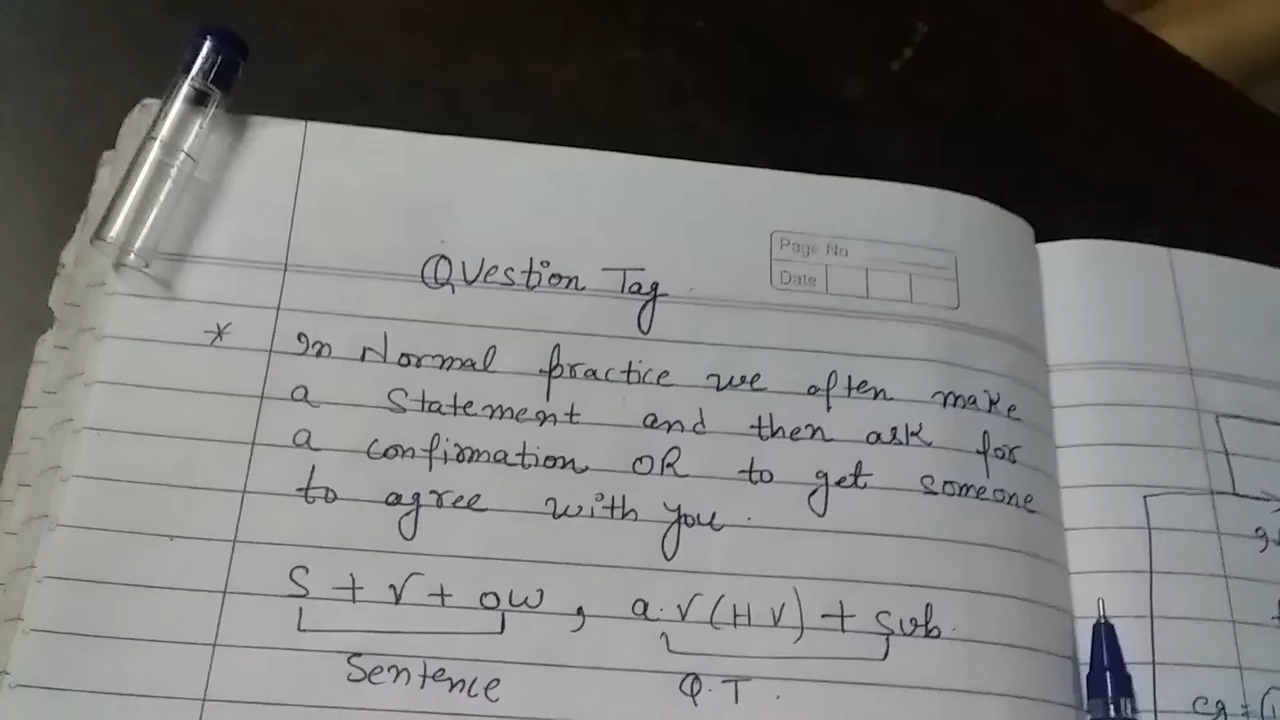 Question Tag
Page No
Date
* In Normal practice we often make
a statement and then ask for
a confirmation OR to get someone
to agree with you.
S + V + OW , a.V (H.V) + Sub.
Sentence Q.T.